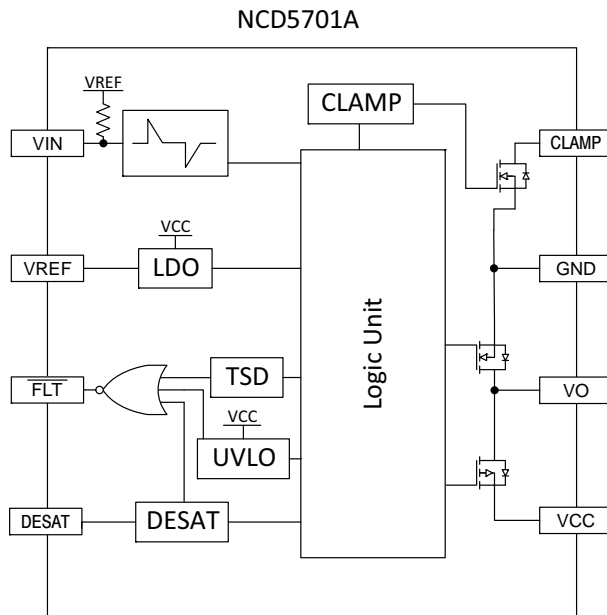 NCD5701A
VREF
CLAMP
VIN
CLAMP
VCC
VREF
LDO
GND
Logic Unit
FLT
TSD
VO
VCC
UVLO
DESAT
DESAT
VCC